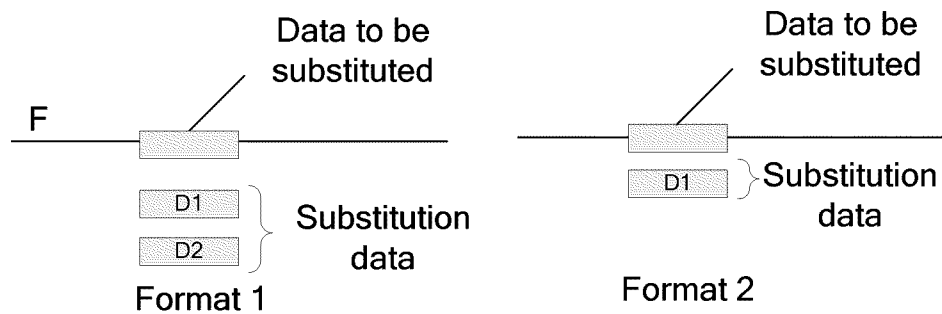 Data to be
substituted
F
D1
D2
Substitution
data
Format 1
Data to be
substituted
D1
Substitution
data
Format 2